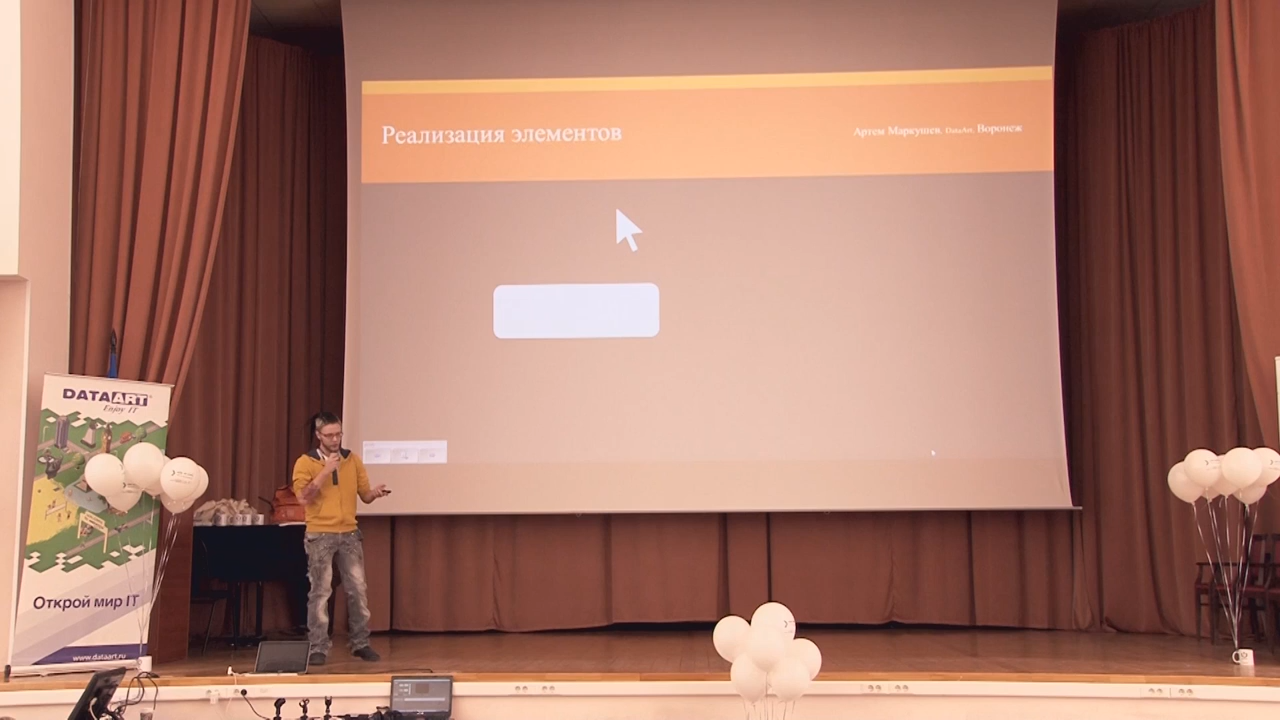 Реализация элементов
Артем Маркушев, DataArt, Воронеж
DATAART
Enjoy IT
Открой мир IT
www.dataart.ru